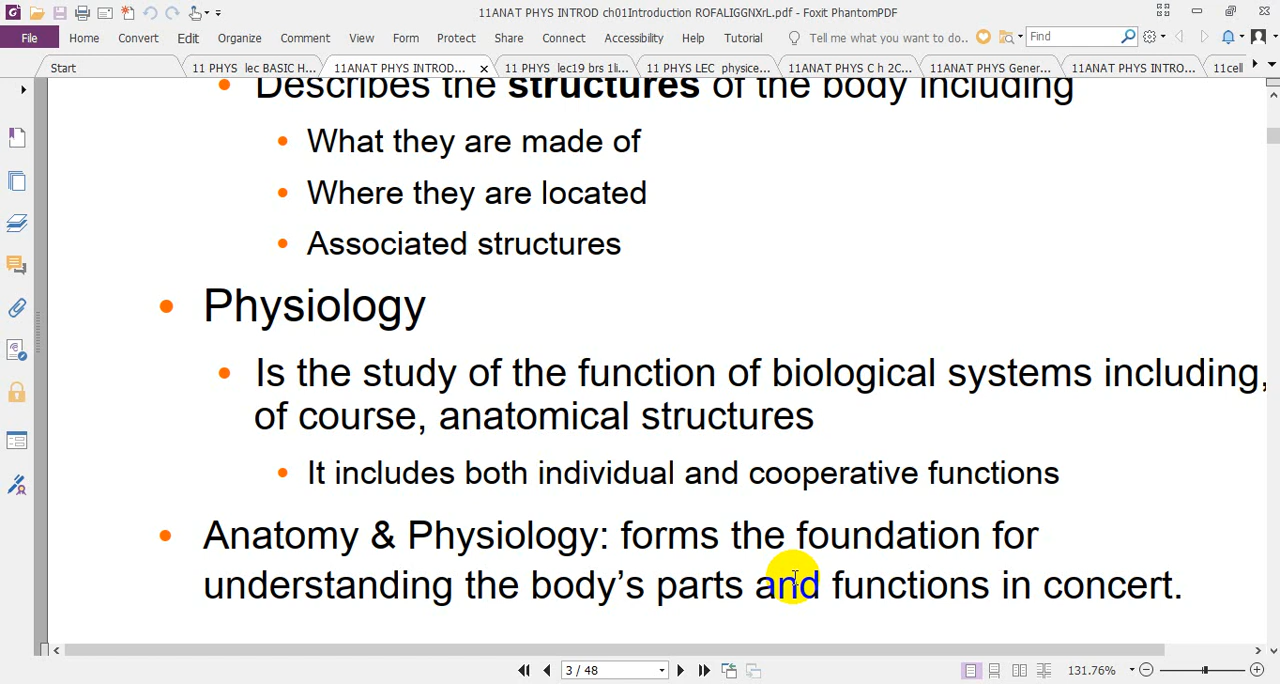 11ANAT PHYS INTROD ch01Introduction ROFALIGGNXrL.pdf - Foxit PhantomPDF
File Home Convert Edit Organize Comment View Form Protect Share Connect Accessibility Help Tutorial Tell me what you want to do.. Find
Start 11 PHYS lec BASIC H... 11ANAT PHYS INTROD... 11 PHYS lec19 brs 1li... 11 PHYS LEC physice... 11ANAT PHYS C h 2C... 11ANAT PHYS Gener... 11ANAT PHYS INTRO... 11cell
Describes the structures of the body including
What they are made of
Where they are located
Associated structures
Physiology
Is the study of the function of biological systems including,
of course, anatomical structures
It includes both individual and cooperative functions
Anatomy & Physiology: forms the foundation for
understanding the body’s parts and functions in concert.
3 / 48 131.76%